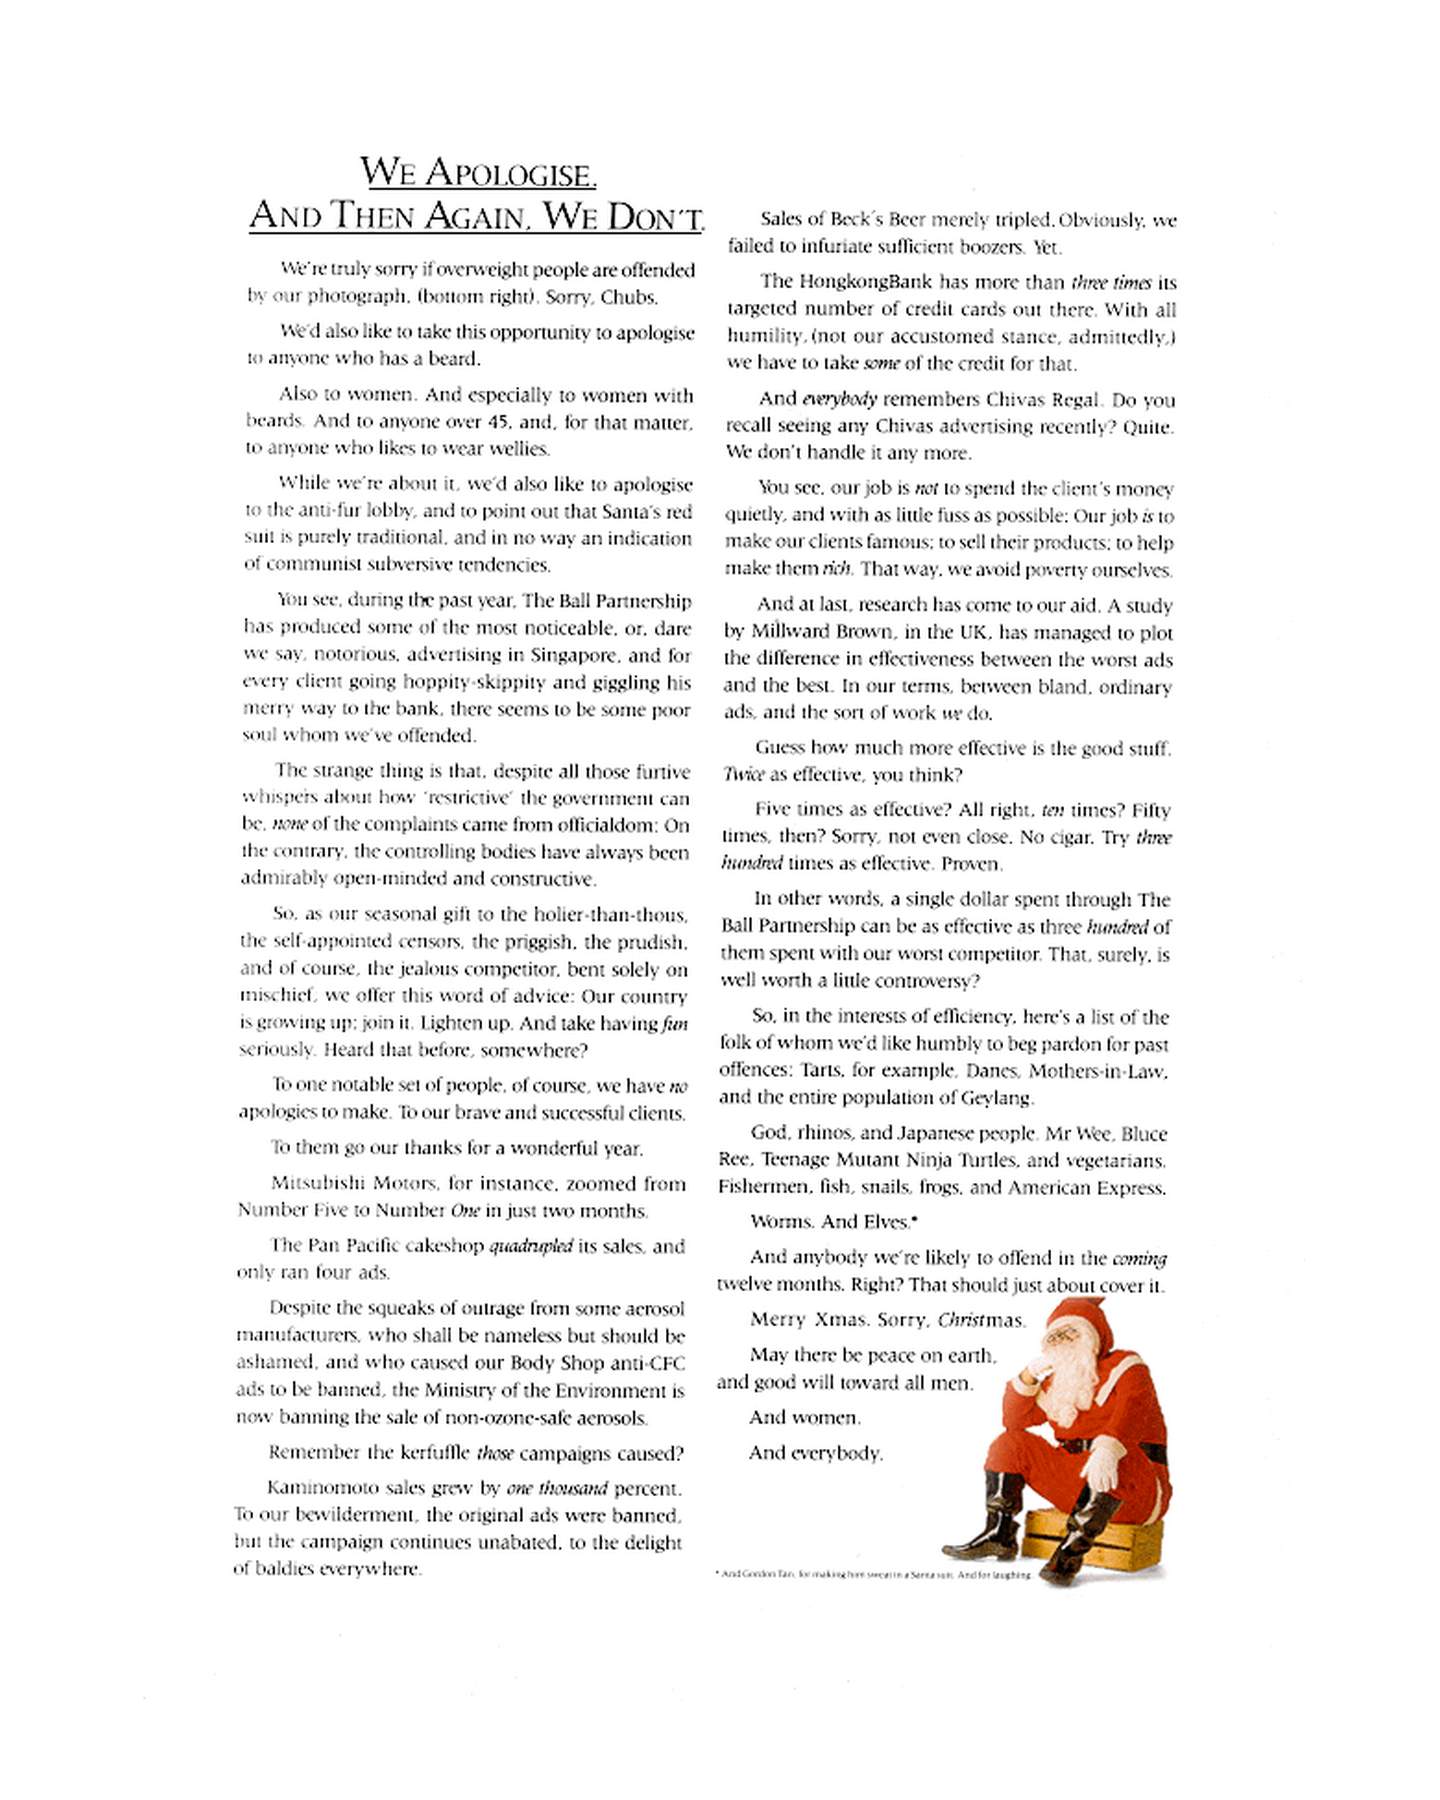 We Apologise.
And Then Again, We Don't.
We're truly sorry if overweight people are offended
by our photograph, (bottom right). Sorry, Chubs.
We'd also like to take this opportunity to apologise
to anyone who has a beard.
Also to women. And especially to women with
beards. And to anyone over 45, and, for that matter,
to anyone who likes to wear wellies.
While we're about it, we'd also like to apologise
to the anti-fur lobby, and to point out that Santa's red
suit is purely traditional, and in no way an indication
of communist subversive tendencies.
You see, during the past year, The Ball Partnership
has produced some of the most noticeable, or, dare
we say, notorious, advertising in Singapore, and for
every client going hoppity-skippity and giggling his
merry way to the bank, there seems to be some poor
soul whom we've offended.
The strange thing is that, despite all those furtive
whispers about how 'restrictive' the government can
be, none of the complaints came from officialdom: On
the contrary, the controlling bodies have always been
admirably open-minded and constructive.
So, as our seasonal gift to the holier-than-thous,
the self-appointed censors, the priggish, the prudish,
and of course, the jealous competitor, bent solely on
mischief, we offer this word of advice: Our country
is growing up; join it. Lighten up. And take having fun
seriously. Heard that before, somewhere?
To one notable set of people, of course, we have no
apologies to make. To our brave and successful clients.
To them go our thanks for a wonderful year.
Mitsubishi Motors, for instance, zoomed from
Number Five to Number One in just two months.
The Pan Pacific cakeshop quadrupled its sales, and
only ran four ads.
Despite the squeaks of outrage from some aerosol
manufacturers, who shall be nameless but should be
ashamed, and who caused our Body Shop anti-CFC
ads to be banned, the Ministry of the Environment is
now banning the sale of non-ozone-safe aerosols.
Remember the kerfuffle those campaigns caused?
Kaminomoto sales grew by one thousand percent.
To our bewilderment, the original ads were banned,
but the campaign continues unabated, to the delight
of baldies everywhere.
Sales of Beck's Beer merely tripled. Obviously, we
failed to infuriate sufficient boozers. Yet.
The HongkongBank has more than three times its
targeted number of credit cards out there. With all
humility, (not our accustomed stance, admittedly,)
we have to take some of the credit for that.
And everybody remembers Chivas Regal. Do you
recall seeing any Chivas advertising recently? Quite.
We don't handle it any more.
You see, our job is not to spend the client's money
quietly, and with as little fuss as possible: Our job is to
make our clients famous; to sell their products; to help
make them rich. That way, we avoid poverty ourselves.
And at last, research has come to our aid. A study
by Millward Brown, in the UK, has managed to plot
the difference in effectiveness between the worst ads
and the best. In our terms, between bland, ordinary
ads, and the sort of work we do.
Guess how much more effective is the good stuff.
Twice as effective, you think?
Five times as effective? All right, ten times? Fifty
times, then? Sorry, not even close. No cigar. Try three
hundred times as effective. Proven.
In other words, a single dollar spent through The
Ball Partnership can be as effective as three hundred of
them spent with our worst competitor. That, surely, is
well worth a little controversy?
So, in the interests of efficiency, here's a list of the
folk of whom we'd like humbly to beg pardon for past
offences: Tarts, for example, Danes, Mothers-in-Law,
and the entire population of Geylang.
God, rhinos, and Japanese people. Mr Wee, Bluce
Ree, Teenage Mutant Ninja Turtles, and vegetarians.
Fishermen, fish, snails, frogs, and American Express.
Worms. And Elves.*
And anybody we're likely to offend in the coming
twelve months. Right? That should just about cover it.
Merry Xmas. Sorry, Christmas.
May there be peace on earth,
and good will toward all men.
And women.
And everybody.
* And Gordon Tan, for making him sweat in a Santa suit. And for laughing.